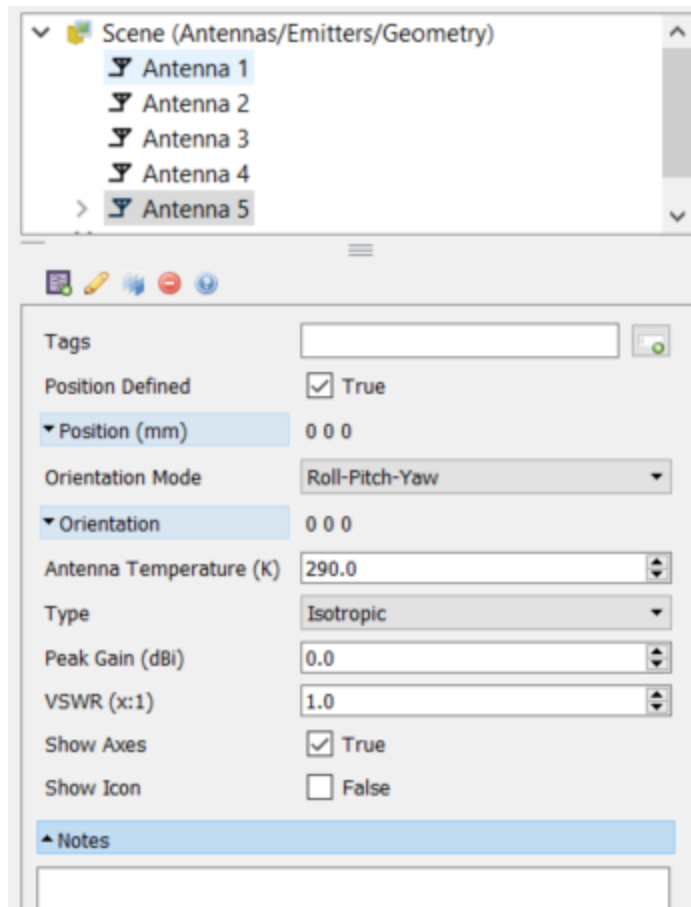 Scene (Antennas/Emitters/Geometry)
Antenna 1
Antenna 2
Antenna 3
Antenna 4
Antenna 5
Tags
Position Defined True
Position (mm) 0 0 0
Orientation Mode Roll-Pitch-Yaw
Orientation 0 0 0
Antenna Temperature (K) 290.0
Type Isotropic
Peak Gain (dBi) 0.0
VSWR (x:1) 1.0
Show Axes True
Show Icon False
Notes